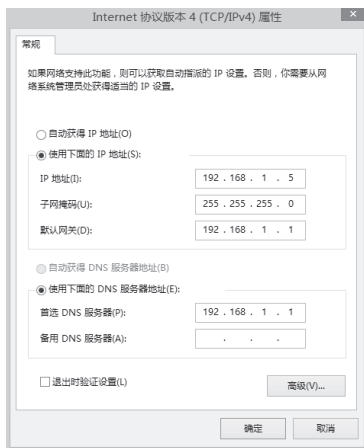 Internet 协议版本 4 (TCP/IPv4) 属性
常规
如果网络支持此功能，则可以获取自动指派的 IP 设置。否则，你需要从网
络系统管理员处获得适当的 IP 设置。
自动获得 IP 地址(O)
使用下面的 IP 地址(S):
IP 地址(I): 192 . 168 . 1 . 5
子网掩码(U): 255 . 255 . 255 . 0
默认网关(D): 192 . 168 . 1 . 1
自动获得 DNS 服务器地址(B)
使用下面的 DNS 服务器地址(E):
首选 DNS 服务器(P): 192 . 168 . 1 . 1
备用 DNS 服务器(A): . . .
退出时验证设置(L)
高级(V)...
确定 取消